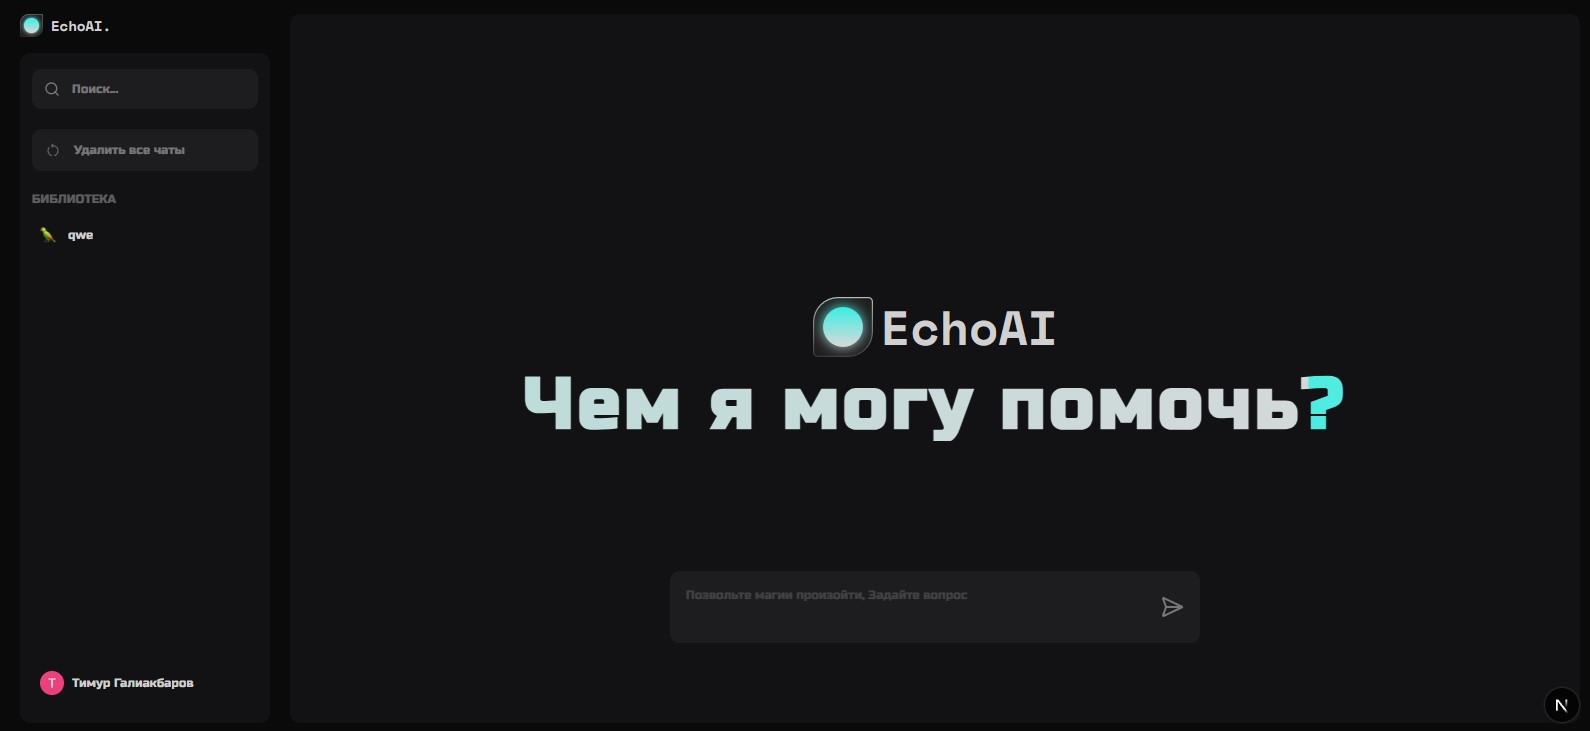 EchoAI.
Поиск...
Удалить все чаты
БИБЛИОТЕКА
qwe
EchoAI
Чем я могу помочь?
Позвольте магии произойти, Задайте вопрос
T
Тимур Галиакбаров
N